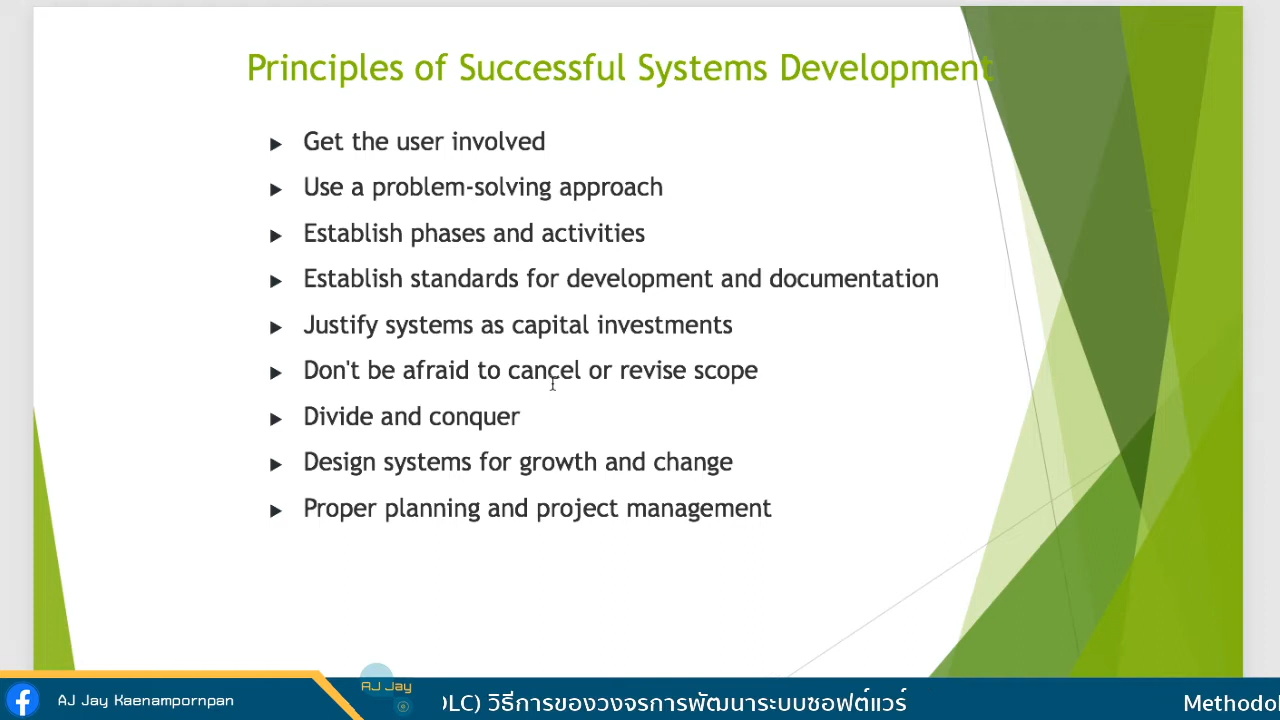 Principles of Successful Systems Development
Get the user involved
Use a problem-solving approach
Establish phases and activities
Establish standards for development and documentation
Justify systems as capital investments
Don't be afraid to cancel or revise scope
Divide and conquer
Design systems for growth and change
Proper planning and project management
AJ Jay Kaenampornpan
AJ Jay
DLC) วิธีการของวงจรการพัฒนาระบบซอฟต์แวร์ Methodol